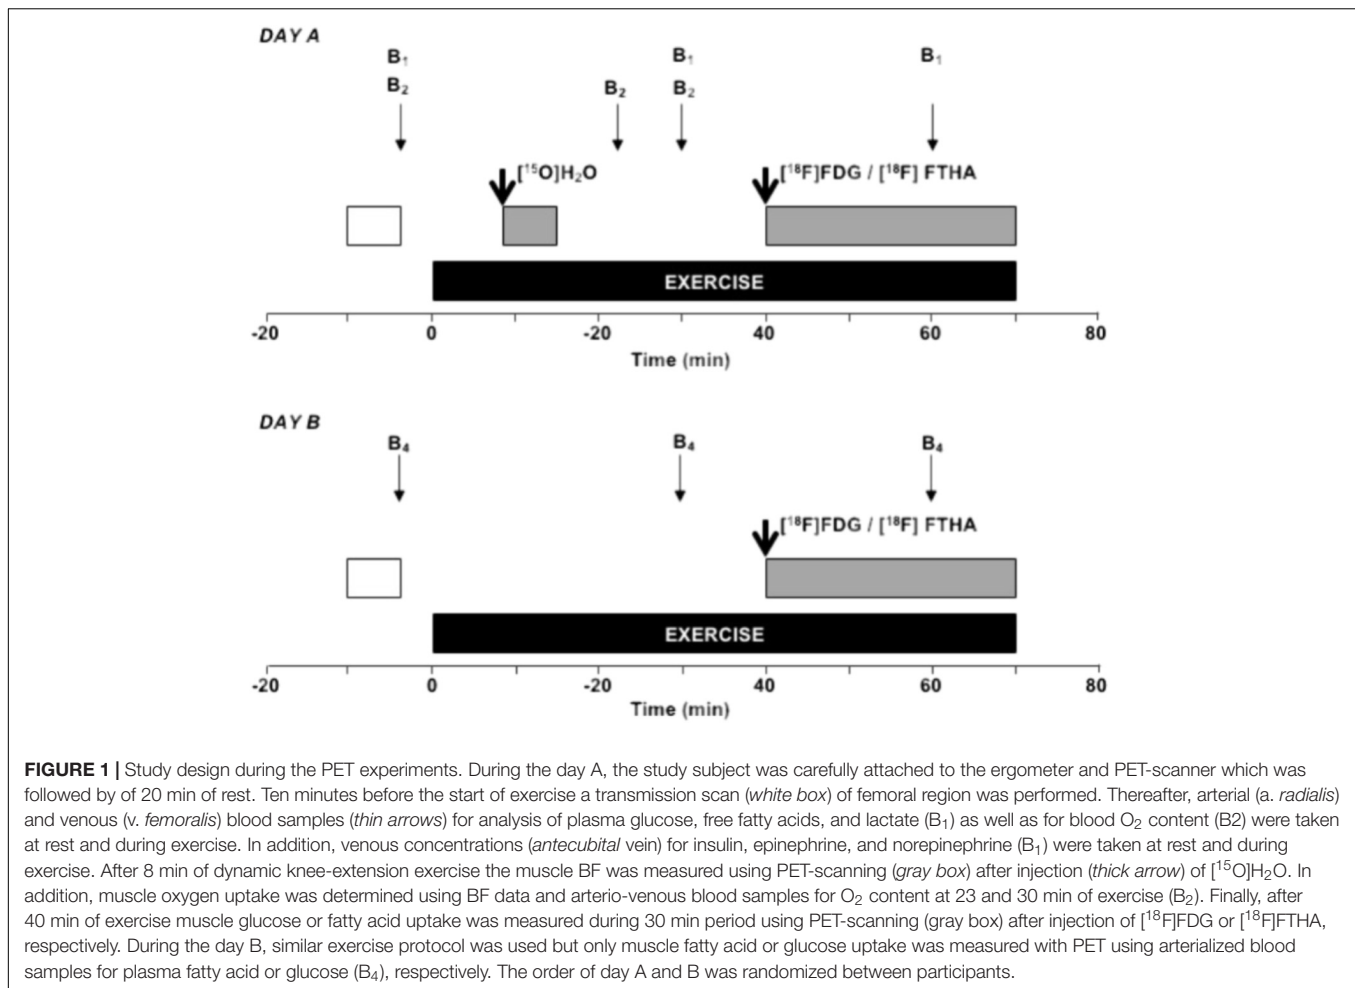 DAY A
B₁ B₁ B₁
B₂ B₂ B₂
[¹⁵O]H₂O [¹⁸F]FDG / [¹⁸F] FTHA
EXERCISE
-20 0 -20 40 60 80
Time (min)
DAY B
B₄ B₄ B₄
[¹⁸F]FDG / [¹⁸F] FTHA
EXERCISE
-20 0 -20 40 60 80
Time (min)
FIGURE 1 | Study design during the PET experiments. During the day A, the study subject was carefully attached to the ergometer and PET-scanner which was
followed by of 20 min of rest. Ten minutes before the start of exercise a transmission scan (white box) of femoral region was performed. Thereafter, arterial (a. radialis)
and venous (v. femoralis) blood samples (thin arrows) for analysis of plasma glucose, free fatty acids, and lactate (B₁) as well as for blood O₂ content (B2) were taken
at rest and during exercise. In addition, venous concentrations (antecubital vein) for insulin, epinephrine, and norepinephrine (B₁) were taken at rest and during
exercise. After 8 min of dynamic knee-extension exercise the muscle BF was measured using PET-scanning (gray box) after injection (thick arrow) of [¹⁵O]H₂O. In
addition, muscle oxygen uptake was determined using BF data and arterio-venous blood samples for O₂ content at 23 and 30 min of exercise (B₂). Finally, after
40 min of exercise muscle glucose or fatty acid uptake was measured during 30 min period using PET-scanning (gray box) after injection of [¹⁸F]FDG or [¹⁸F]FTHA,
respectively. During the day B, similar exercise protocol was used but only muscle fatty acid or glucose uptake was measured with PET using arterialized blood
samples for plasma fatty acid or glucose (B₄), respectively. The order of day A and B was randomized between participants.